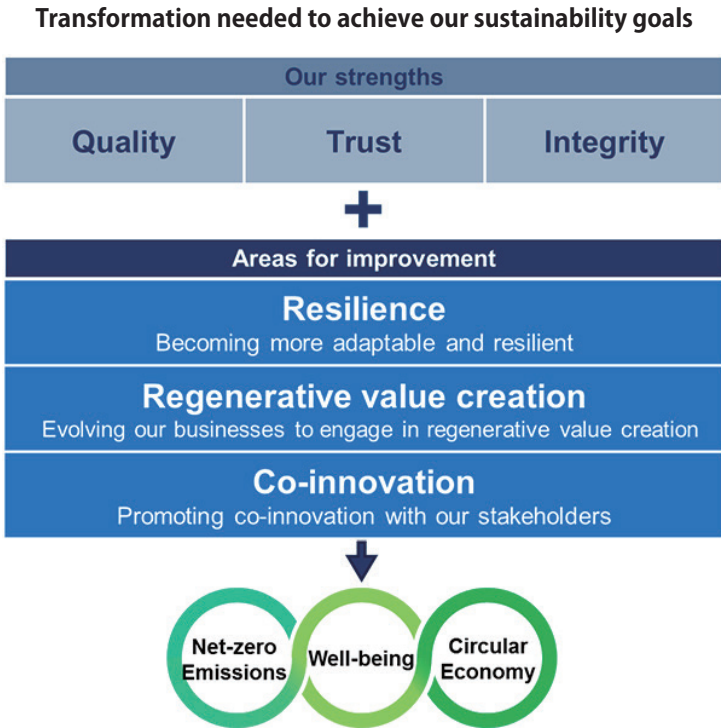 Transformation needed to achieve our sustainability goals
Our strengths
Quality
Trust
Integrity
+
Areas for improvement
Resilience
Becoming more adaptable and resilient
Regenerative value creation
Evolving our businesses to engage in regenerative value creation
Co-innovation
Promoting co-innovation with our stakeholders
Net-zero
Emissions
Well-being
Circular
Economy